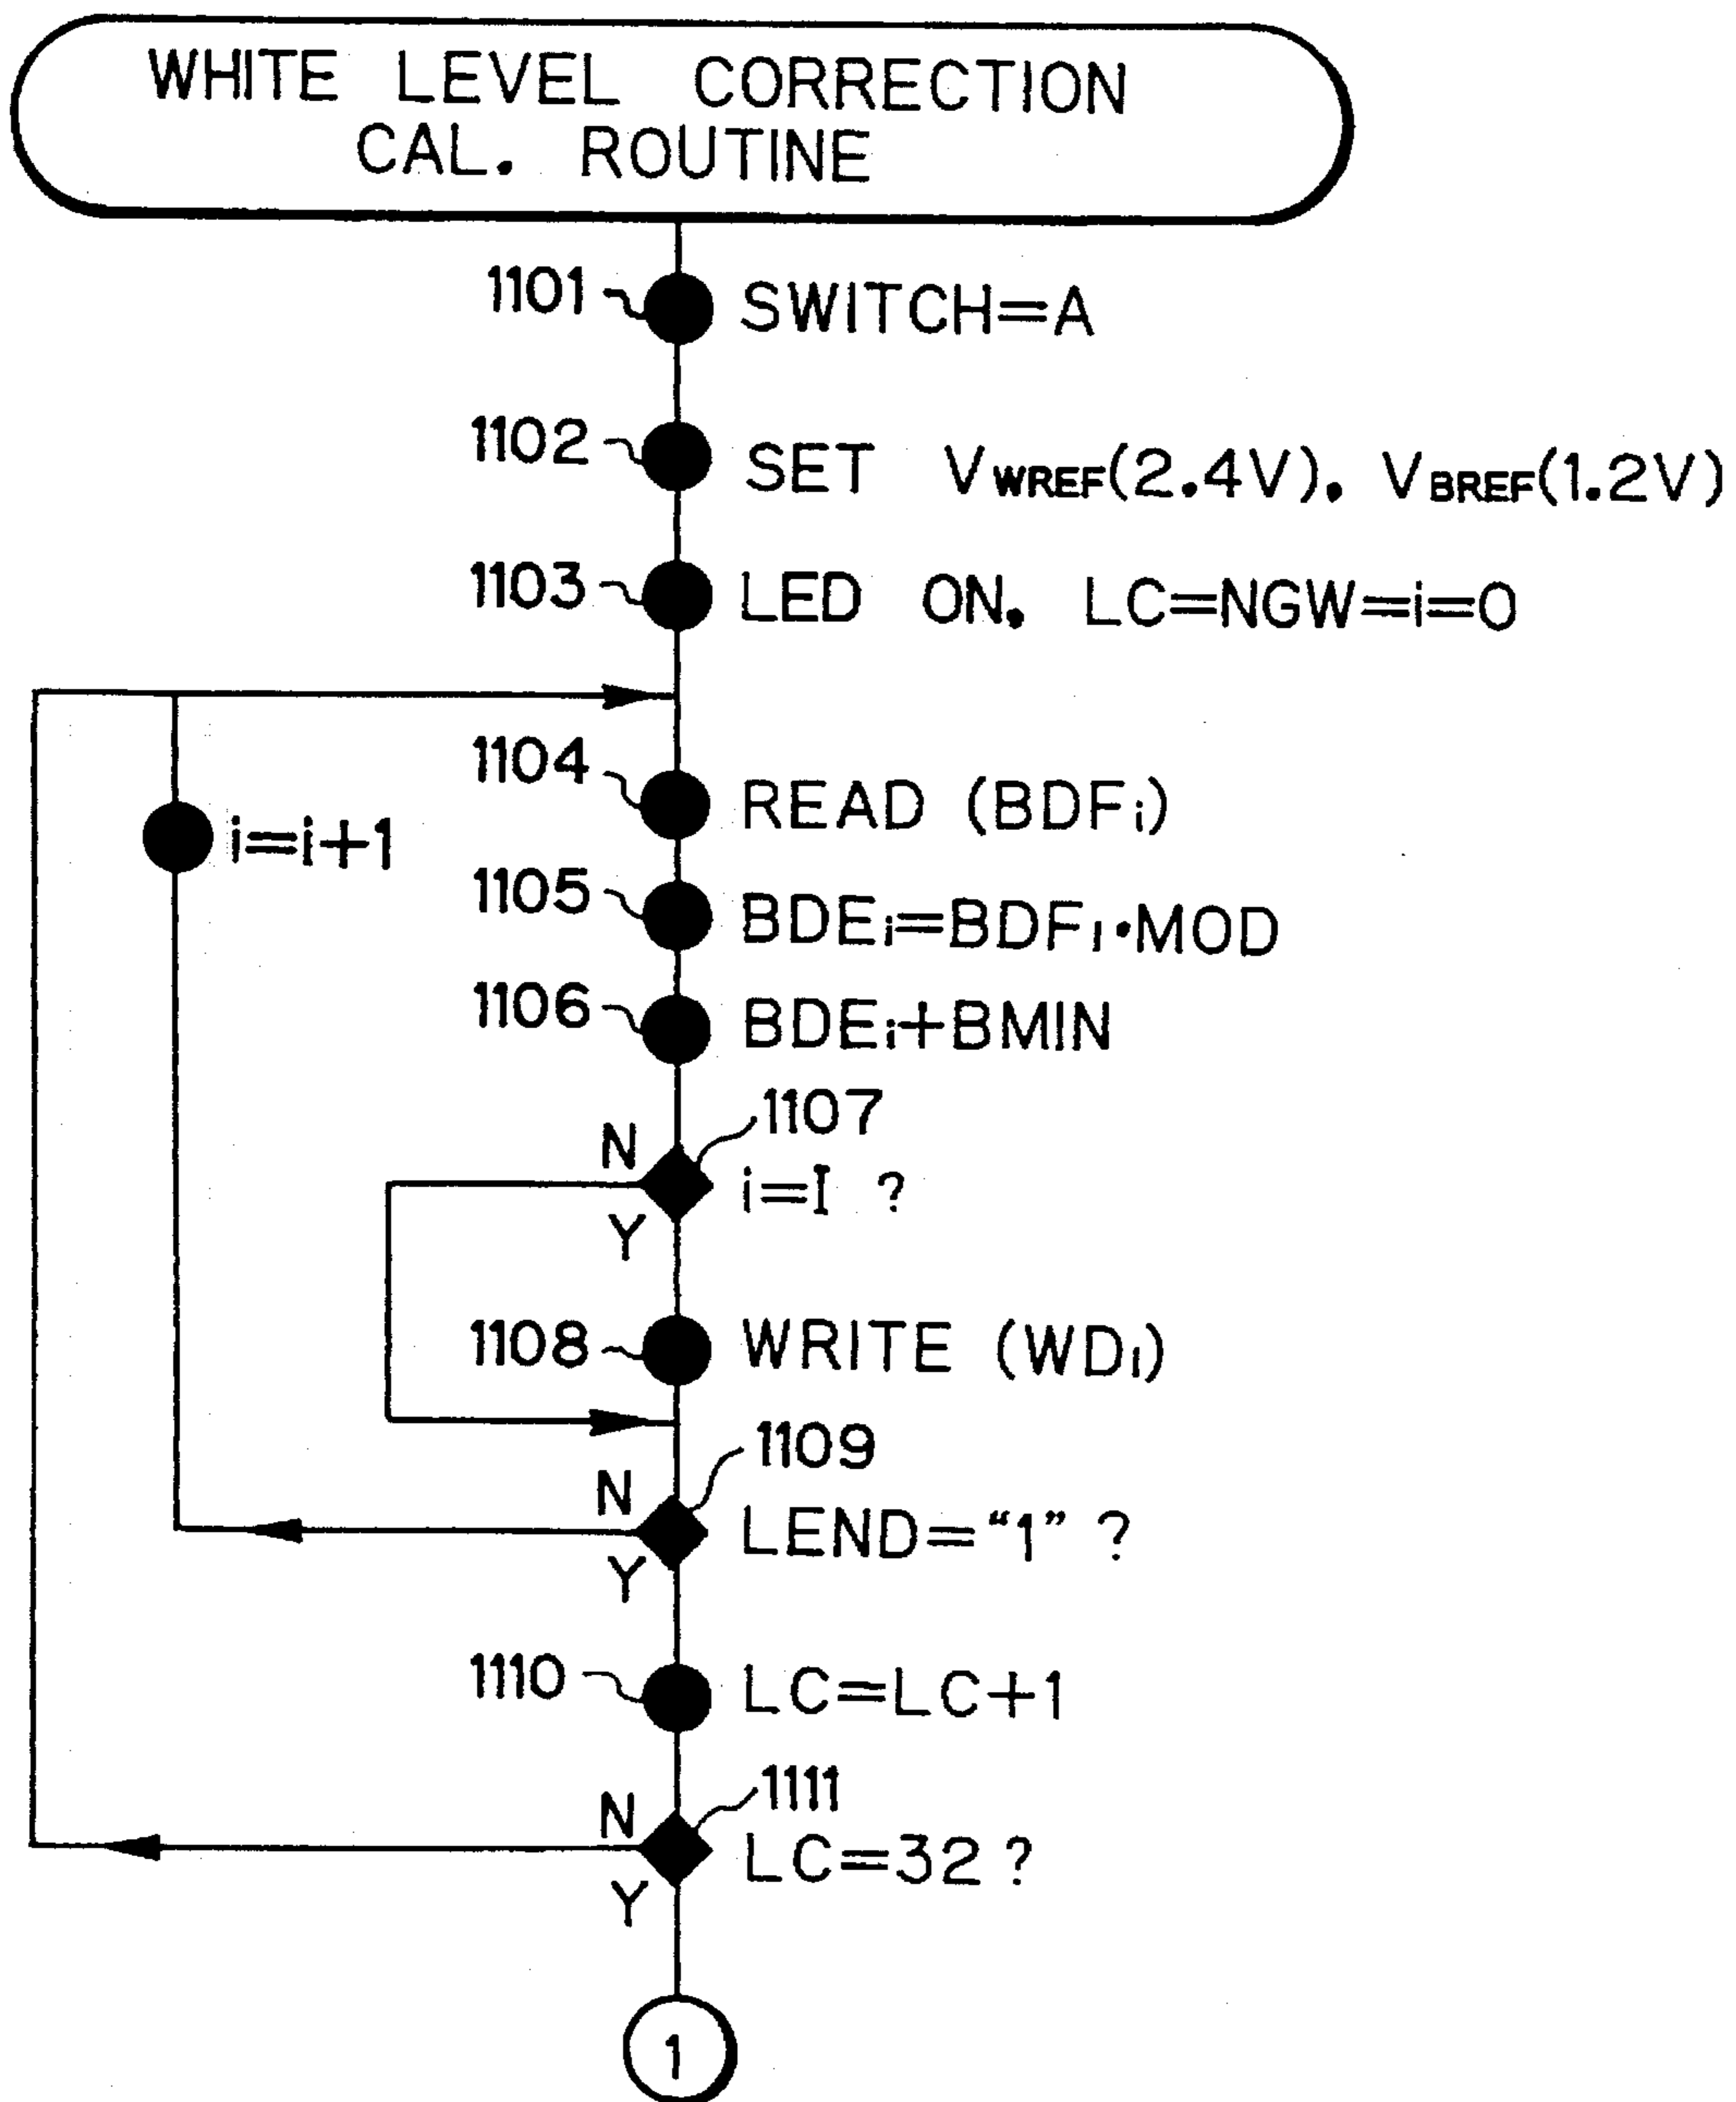 WHITE LEVEL CORRECTION
CAL. ROUTINE
1101 SWITCH=A
1102 SET VWREF(2.4V). VBREF(1.2V)
1103 LED ON. LC=NGW=i=0
1104 READ (BDFi)
i=i+1
1105 BDEi=BDFi·MOD
1106 BDEi+BMIN
1107
N
i=I ?
Y
1108 WRITE (WDi)
1109
N
LEND=“1” ?
Y
1110 LC=LC+1
1111
N
LC=32 ?
Y
1